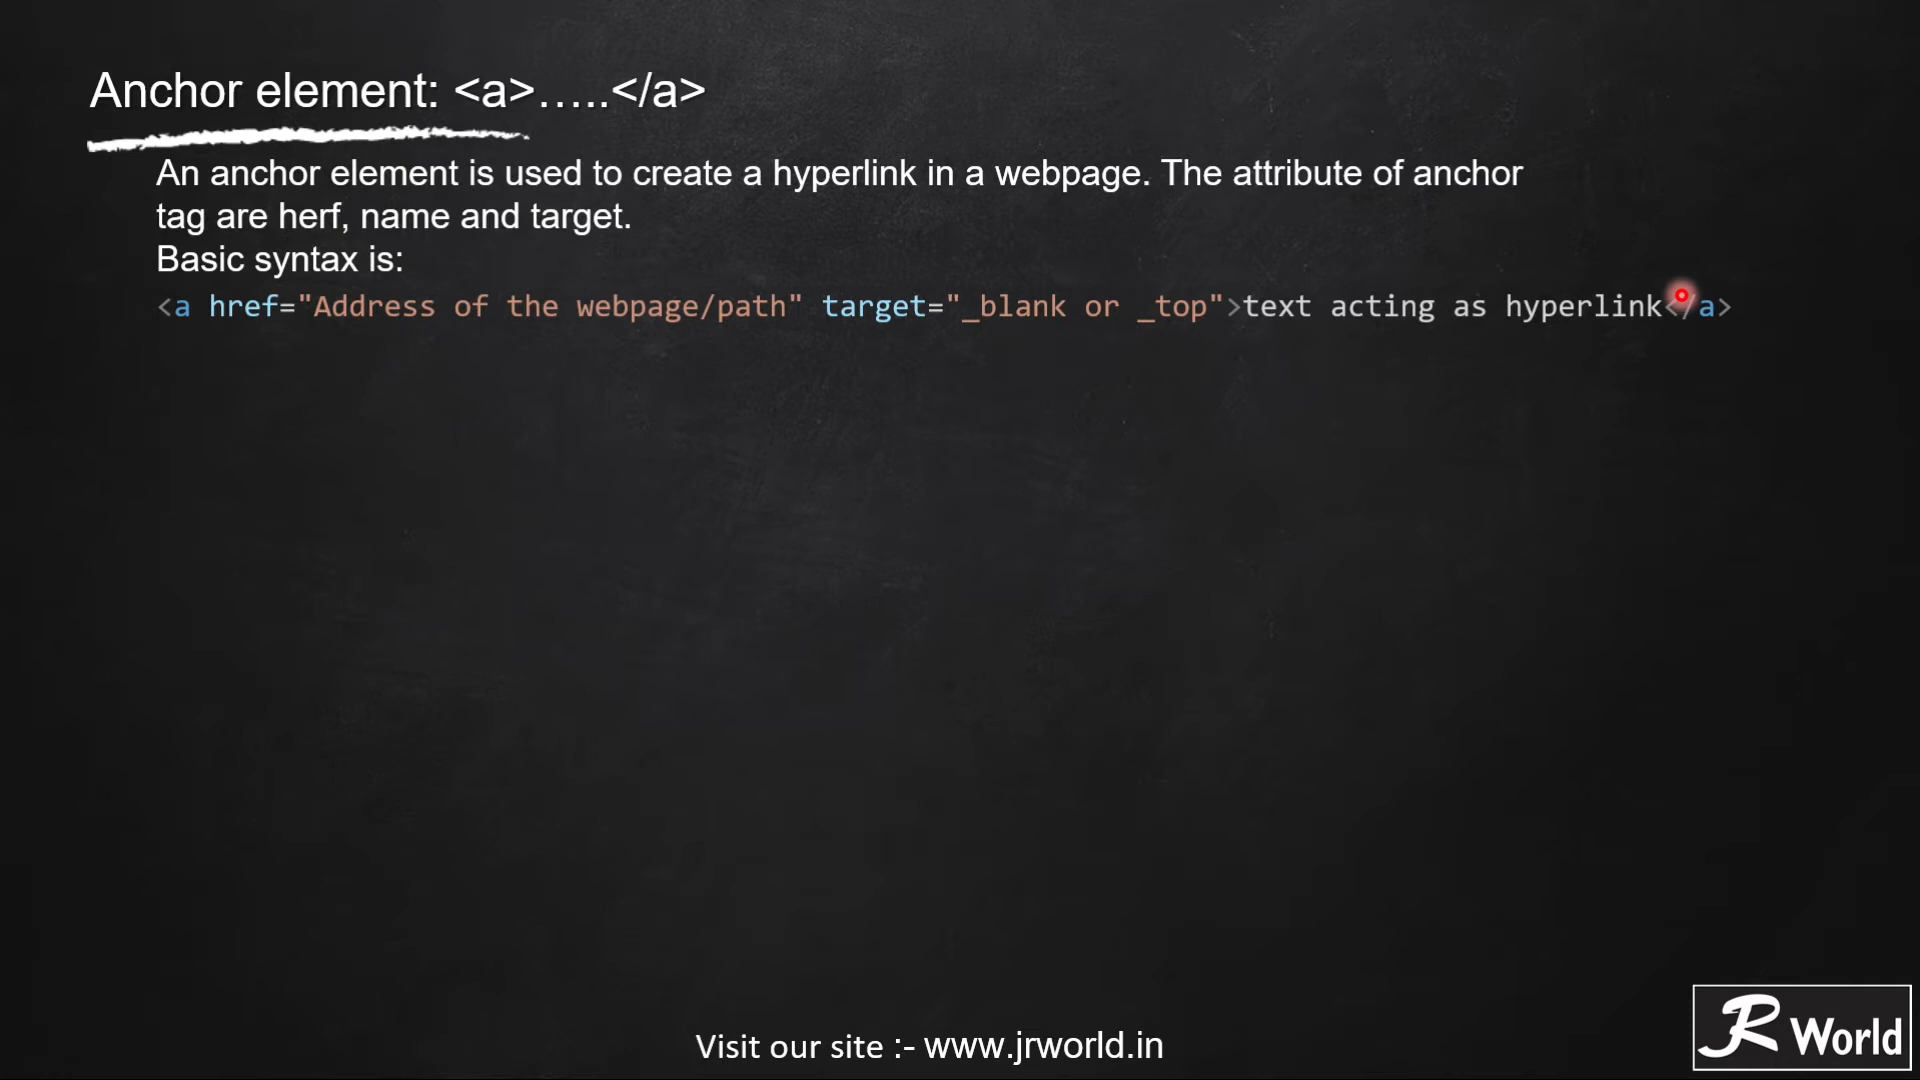 Anchor element: <a>…..</a>
An anchor element is used to create a hyperlink in a webpage. The attribute of anchor
tag are herf, name and target.
Basic syntax is:
<a href="Address of the webpage/path" target="_blank or _top">text acting as hyperlink</a>
Visit our site :- www.jrworld.in
JR World